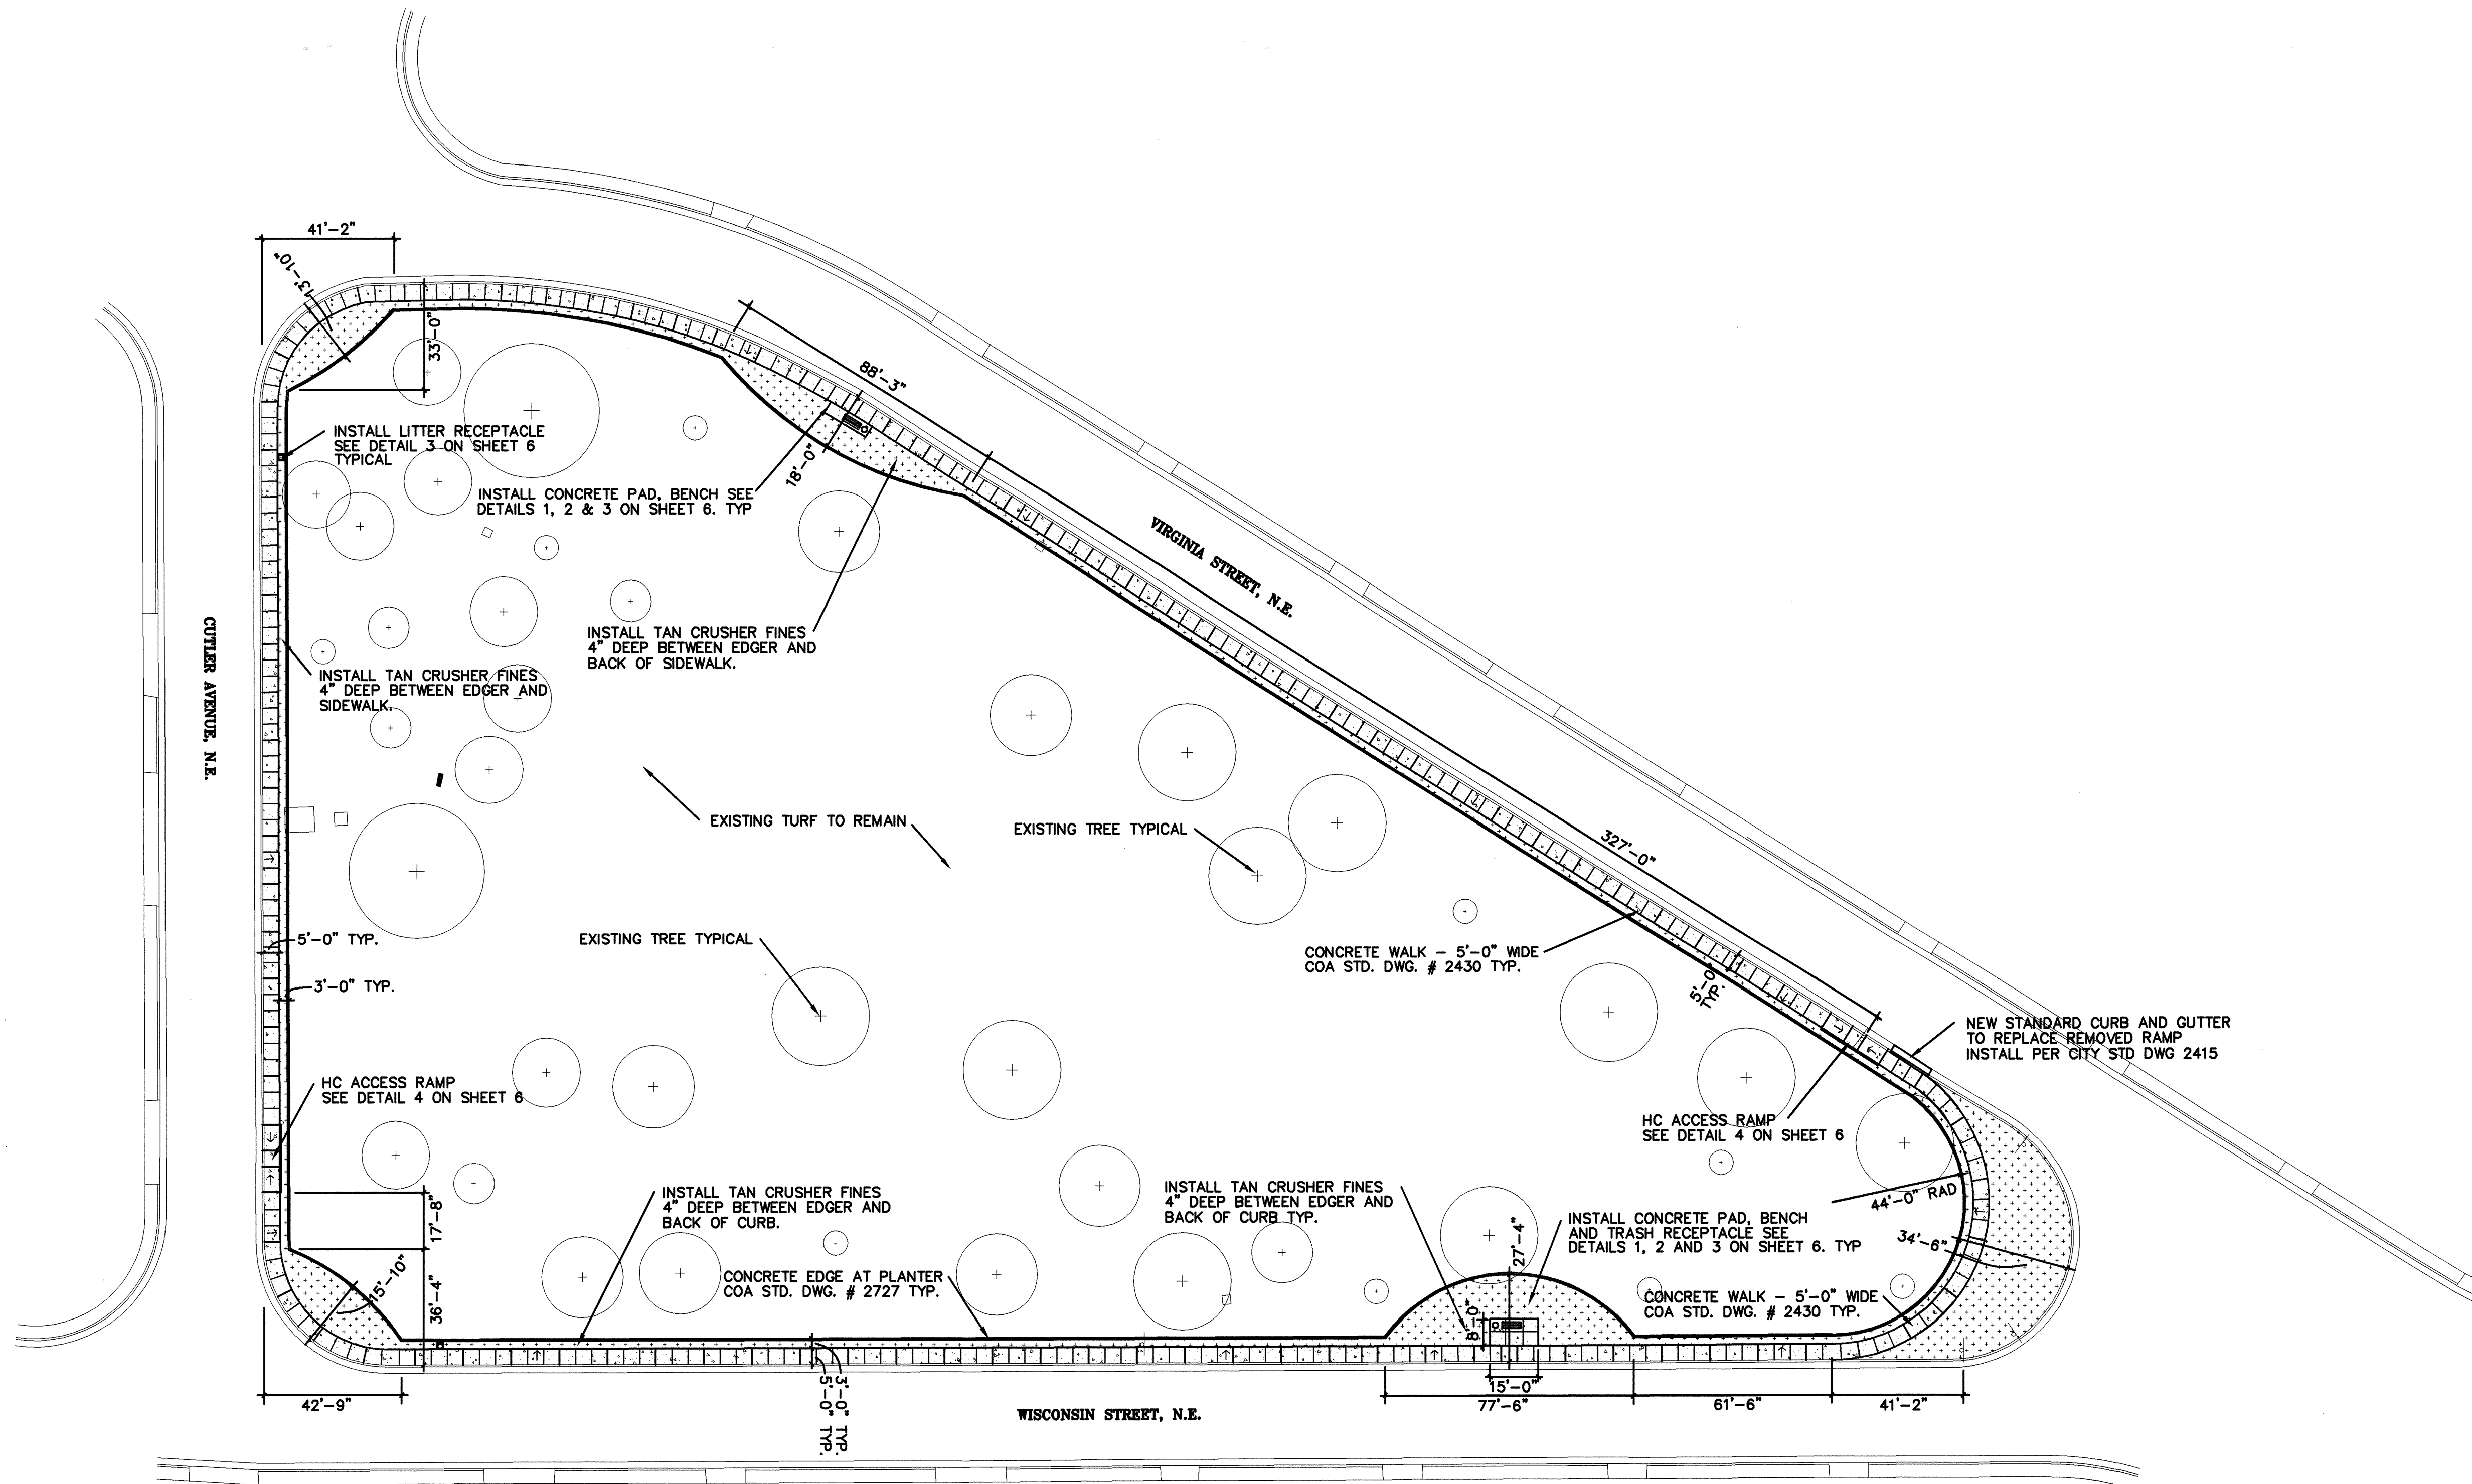 41'-2"
13'-10"
33'-0"
88'-3"
INSTALL LITTER RECEPTACLE
SEE DETAIL 3 ON SHEET 6
TYPICAL
18'-0"
INSTALL CONCRETE PAD, BENCH SEE
DETAILS 1, 2 & 3 ON SHEET 6. TYP
VIRGINIA STREET, N.E.
CUTLER AVENUE, N.E.
INSTALL TAN CRUSHER FINES
4" DEEP BETWEEN EDGER AND
BACK OF SIDEWALK.
INSTALL TAN CRUSHER FINES
4" DEEP BETWEEN EDGER AND
SIDEWALK.
EXISTING TURF TO REMAIN
EXISTING TREE TYPICAL
327'-0"
5'-0" TYP.
EXISTING TREE TYPICAL
CONCRETE WALK – 5'-0" WIDE
COA STD. DWG. # 2430 TYP.
5'-0"
TYP.
3'-0" TYP.
NEW STANDARD CURB AND GUTTER
TO REPLACE REMOVED RAMP
INSTALL PER CITY STD DWG 2415
HC ACCESS RAMP
SEE DETAIL 4 ON SHEET 6
HC ACCESS RAMP
SEE DETAIL 4 ON SHEET 6
17'-8"
INSTALL TAN CRUSHER FINES
4" DEEP BETWEEN EDGER AND
BACK OF CURB.
INSTALL TAN CRUSHER FINES
4" DEEP BETWEEN EDGER AND
BACK OF CURB TYP.
44'-0" RAD
INSTALL CONCRETE PAD, BENCH
AND TRASH RECEPTACLE SEE
DETAILS 1, 2 AND 3 ON SHEET 6. TYP
27'-4"
34'-6"
15'-10"
36'-4"
CONCRETE EDGE AT PLANTER
COA STD. DWG. # 2727 TYP.
CONCRETE WALK – 5'-0" WIDE
COA STD. DWG. # 2430 TYP.
8'-0"
42'-9"
3'-0" TYP.
5'-0" TYP.
15'-0"
77'-6"
61'-6"
41'-2"
WISCONSIN STREET, N.E.